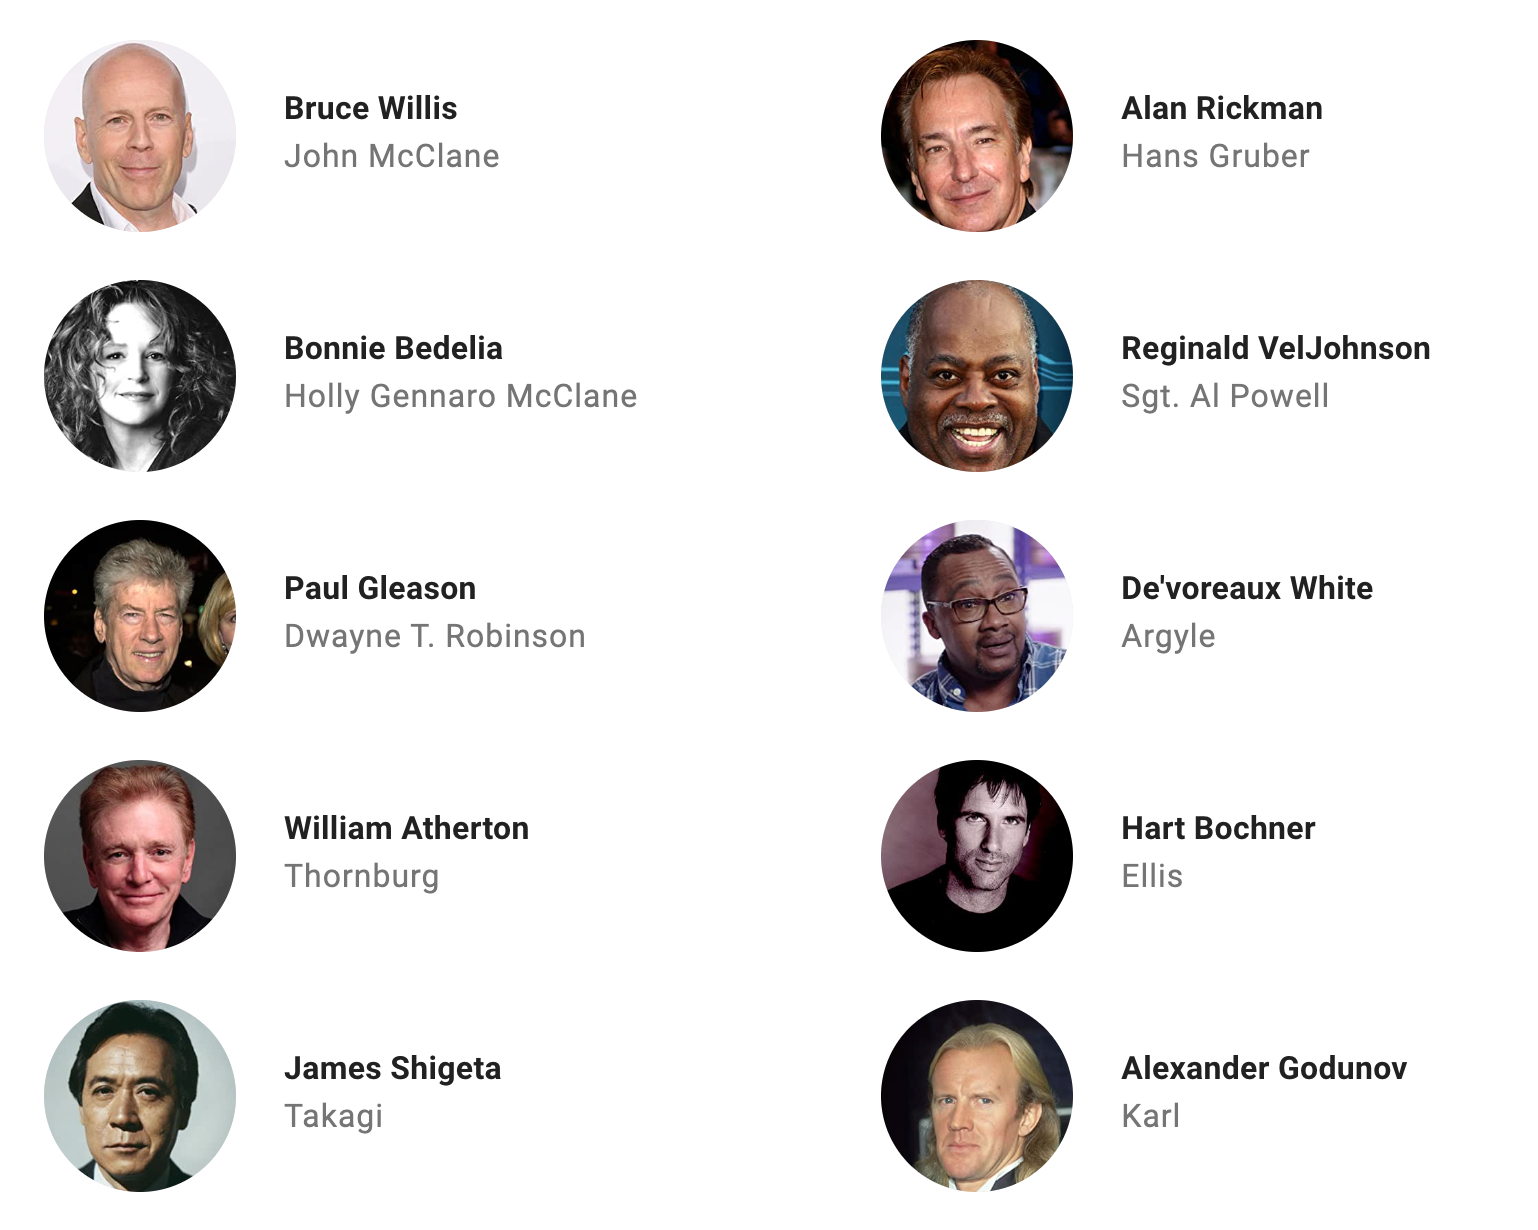 Bruce Willis
John McClane
Alan Rickman
Hans Gruber
Bonnie Bedelia
Holly Gennaro McClane
Reginald VelJohnson
Sgt. Al Powell
Paul Gleason
Dwayne T. Robinson
De'voreaux White
Argyle
William Atherton
Thornburg
Hart Bochner
Ellis
James Shigeta
Takagi
Alexander Godunov
Karl